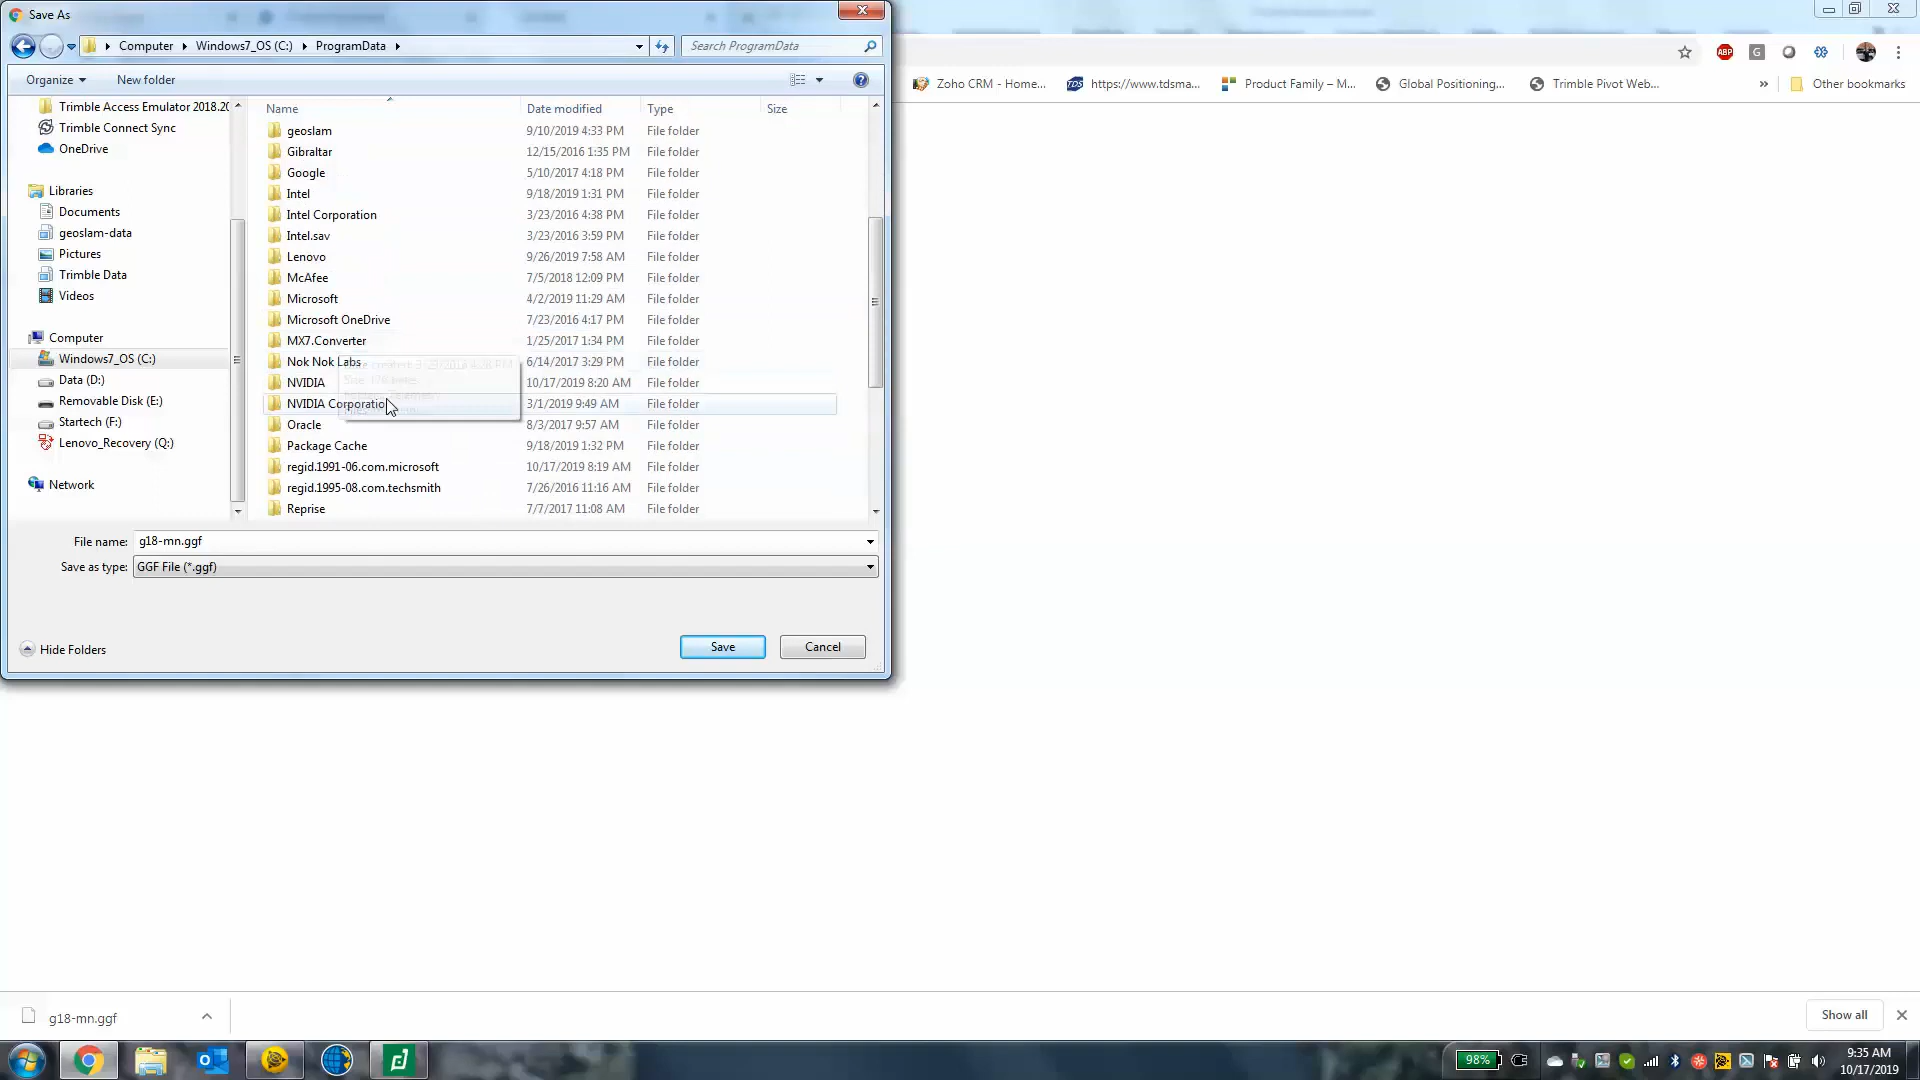 Save As
Computer Windows7_OS (C:) ProgramData
Search ProgramData
Organize New folder
Zoho CRM - Home... https://www.tdsma... Product Family – M... Global Positioning... Trimble Pivot Web... » Other bookmarks
Name Date modified Type Size
Trimble Access Emulator 2018.20
Trimble Connect Sync
OneDrive
Libraries
Documents
geoslam-data
Pictures
Trimble Data
Videos
Computer
Windows7_OS (C:)
Data (D:)
Removable Disk (E:)
Startech (F:)
Lenovo_Recovery (Q:)
Network
geoslam 9/10/2019 4:33 PM File folder
Gibraltar 12/15/2016 1:35 PM File folder
Google 5/10/2017 4:18 PM File folder
Intel 9/18/2019 1:31 PM File folder
Intel Corporation 3/23/2016 4:38 PM File folder
Intel.sav 3/23/2016 3:59 PM File folder
Lenovo 9/26/2019 7:58 AM File folder
McAfee 7/5/2018 12:09 PM File folder
Microsoft 4/2/2019 11:29 AM File folder
Microsoft OneDrive 7/23/2016 4:17 PM File folder
MX7.Converter 1/25/2017 1:34 PM File folder
Nok Nok Labs 6/14/2017 3:29 PM File folder
NVIDIA 10/17/2019 8:20 AM File folder
NVIDIA Corporation 3/1/2019 9:49 AM File folder
Oracle 8/3/2017 9:57 AM File folder
Package Cache 9/18/2019 1:32 PM File folder
regid.1991-06.com.microsoft 10/17/2019 8:19 AM File folder
regid.1995-08.com.techsmith 7/26/2016 11:16 AM File folder
Reprise 7/7/2017 11:08 AM File folder
File name: g18-mn.ggf
Save as type: GGF File (*.ggf)
Hide Folders
Save Cancel
g18-mn.ggf
Show all
98%
9:35 AM
10/17/2019
ABP
G